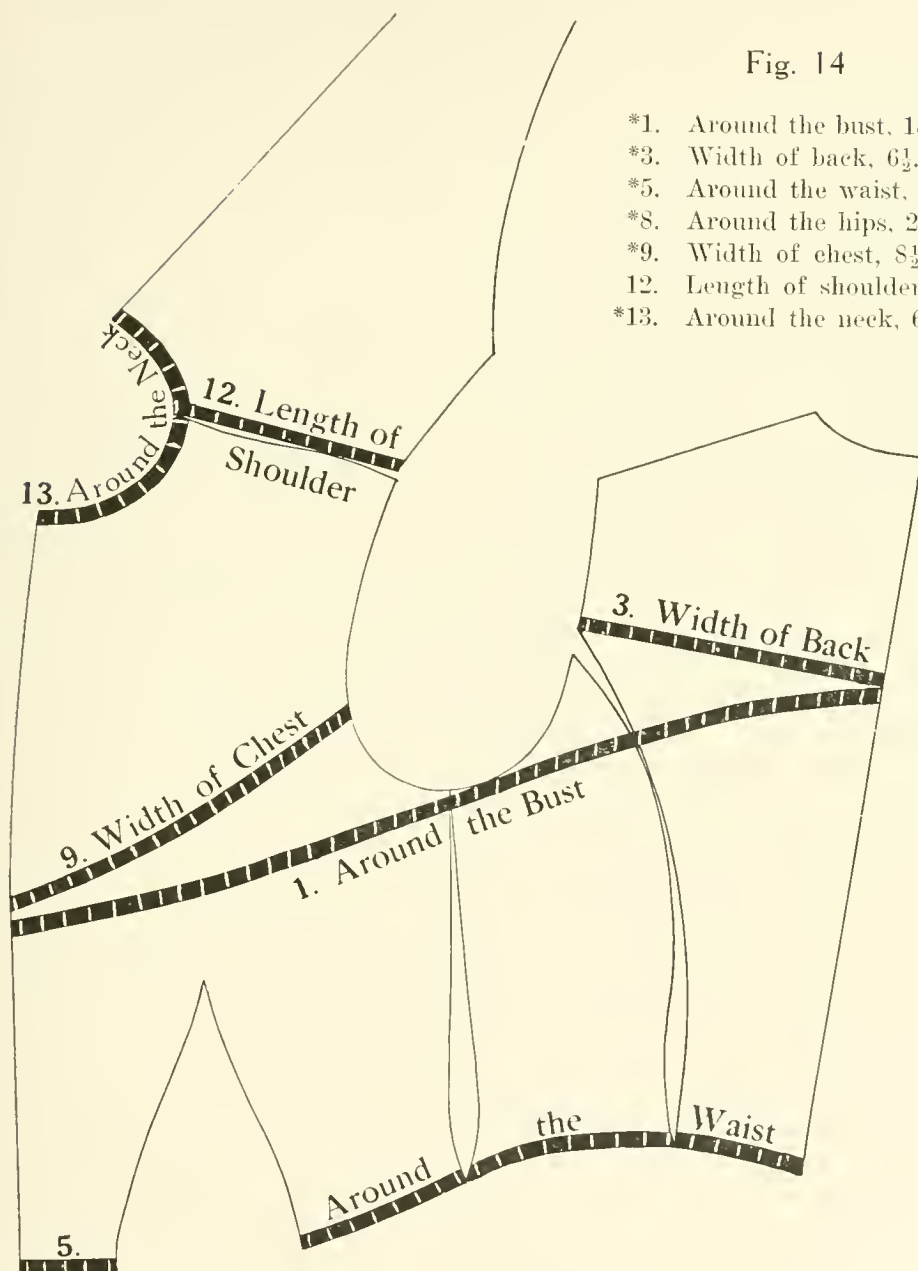 Fig. 14
*1. Around the bust,
*3. Width of back, 6½.
*5. Around the waist,
*8. Around the hips,
*9. Width of chest, 8½
12. Length of shoulder
*13. Around the neck, 6
13. Around the Neck
12. Length of
Shoulder
3. Width of Back
9. Width of Chest
1. Around the Bust
5. Around the Waist